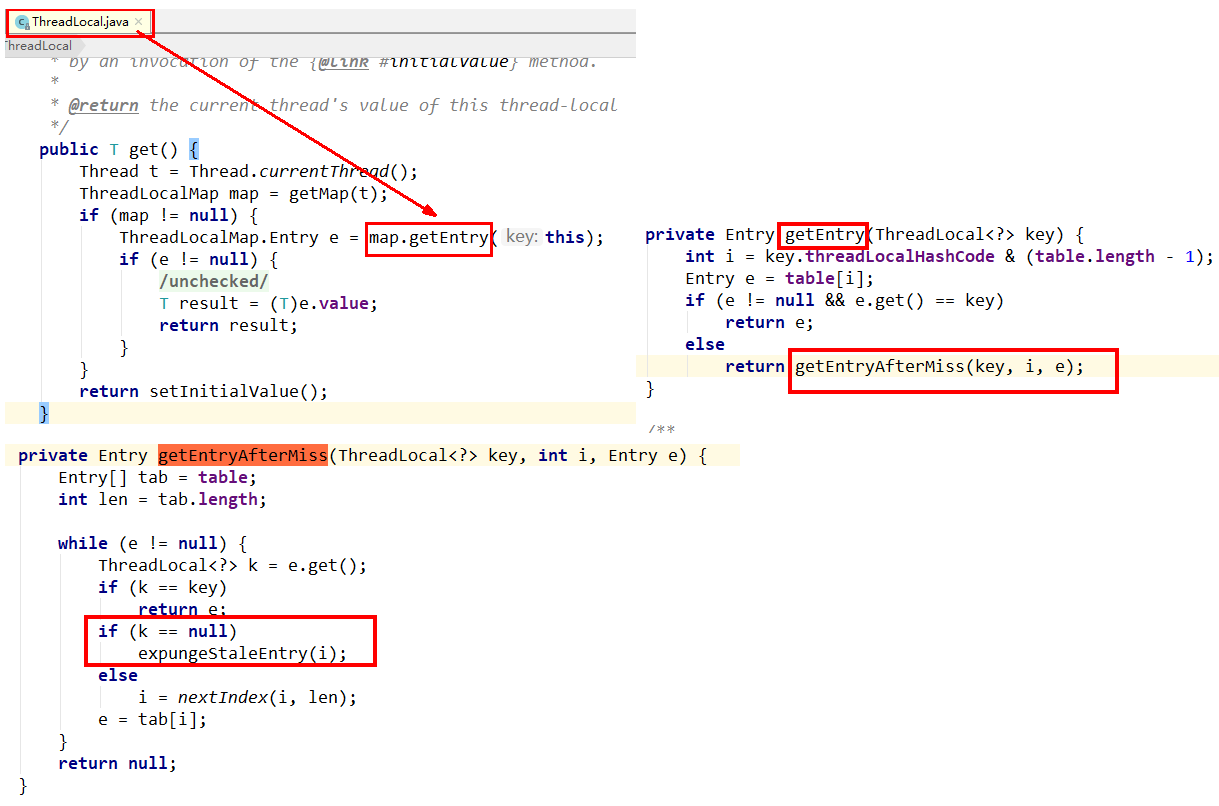 ThreadLocal.java
ThreadLocal
* by an invocation of the {@link #initialValue} method.
*
* @return the current thread's value of this thread-local
*/
public T get() {
Thread t = Thread.currentThread();
ThreadLocalMap map = getMap(t);
if (map != null) {
ThreadLocalMap.Entry e = map.getEntry( key: this);
if (e != null) {
/unchecked/
T result = (T)e.value;
return result;
}
}
return setInitialValue();
}
private Entry getEntry(ThreadLocal<?> key) {
int i = key.threadLocalHashCode & (table.length - 1);
Entry e = table[i];
if (e != null && e.get() == key)
return e;
else
return getEntryAfterMiss(key, i, e);
}
/**
private Entry getEntryAfterMiss(ThreadLocal<?> key, int i, Entry e) {
Entry[] tab = table;
int len = tab.length;
while (e != null) {
ThreadLocal<?> k = e.get();
if (k == key)
return e;
if (k == null)
expungeStaleEntry(i);
else
i = nextIndex(i, len);
e = tab[i];
}
return null;
}